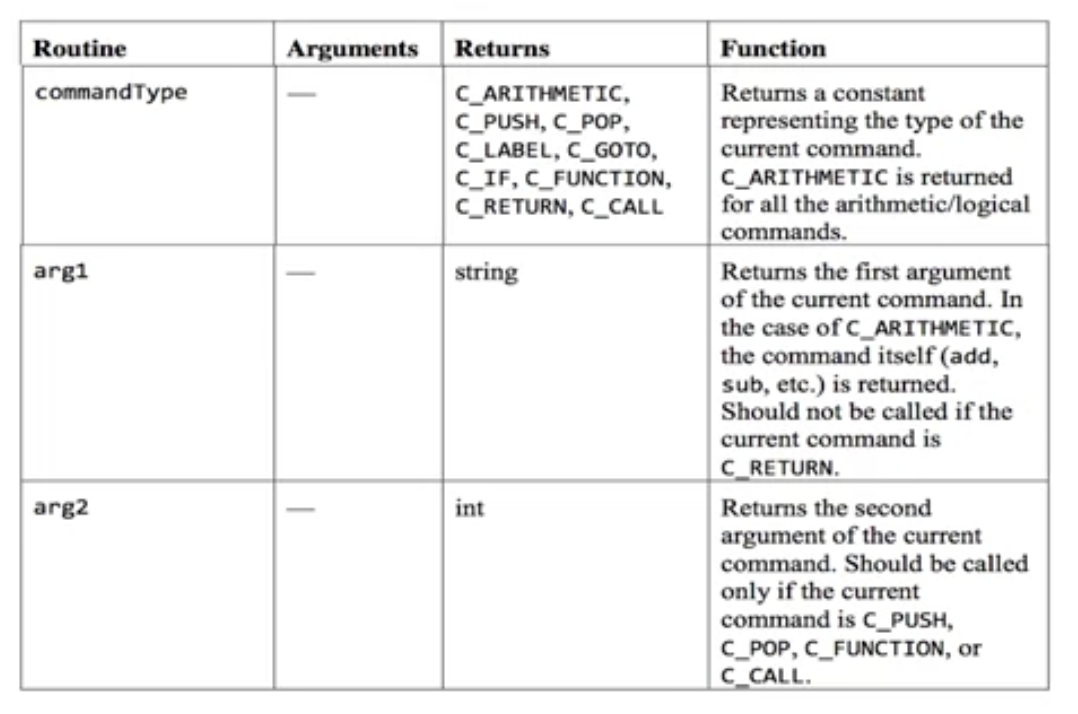 Routine Arguments Returns Function
commandType — C_ARITHMETIC, Returns a constant
C_PUSH, C_POP, representing the type of the
C_LABEL, C_GOTO, current command.
C_IF, C_FUNCTION, C_ARITHMETIC is returned
C_RETURN, C_CALL for all the arithmetic/logical
commands.
arg1 — string Returns the first argument
of the current command. In
the case of C_ARITHMETIC,
the command itself (add,
sub, etc.) is returned.
Should not be called if the
current command is
C_RETURN.
arg2 — int Returns the second
argument of the current
command. Should be called
only if the current
command is C_PUSH,
C_POP, C_FUNCTION, or
C_CALL.